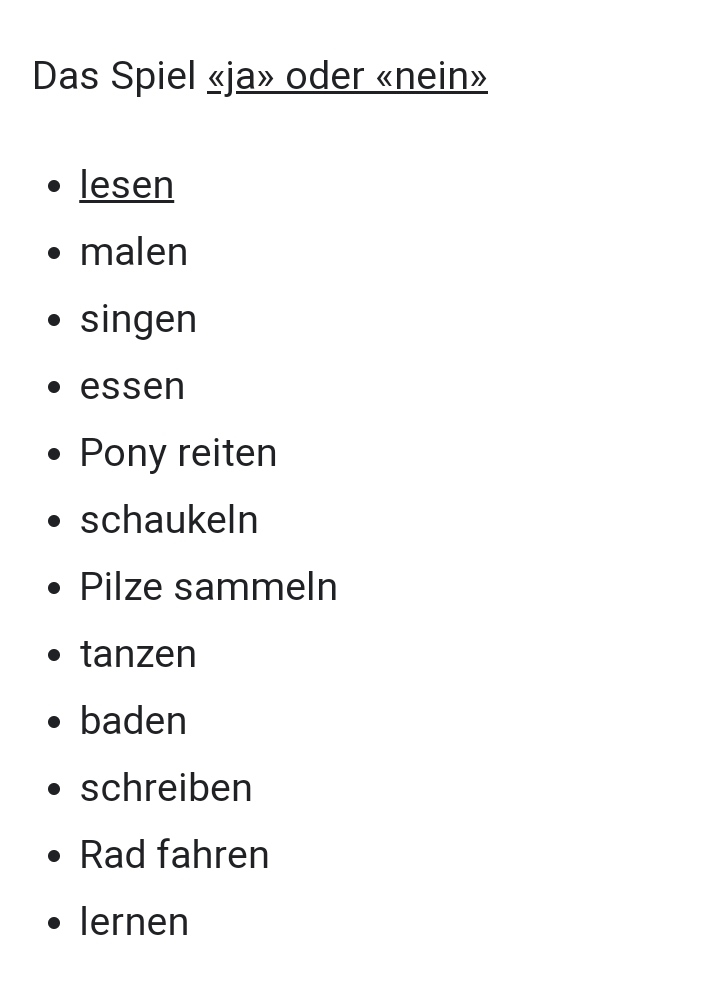 Das Spiel «ja» oder «nein»
• lesen
• malen
• singen
• essen
• Pony reiten
• schaukeln
• Pilze sammeln
• tanzen
• baden
• schreiben
• Rad fahren
• lernen